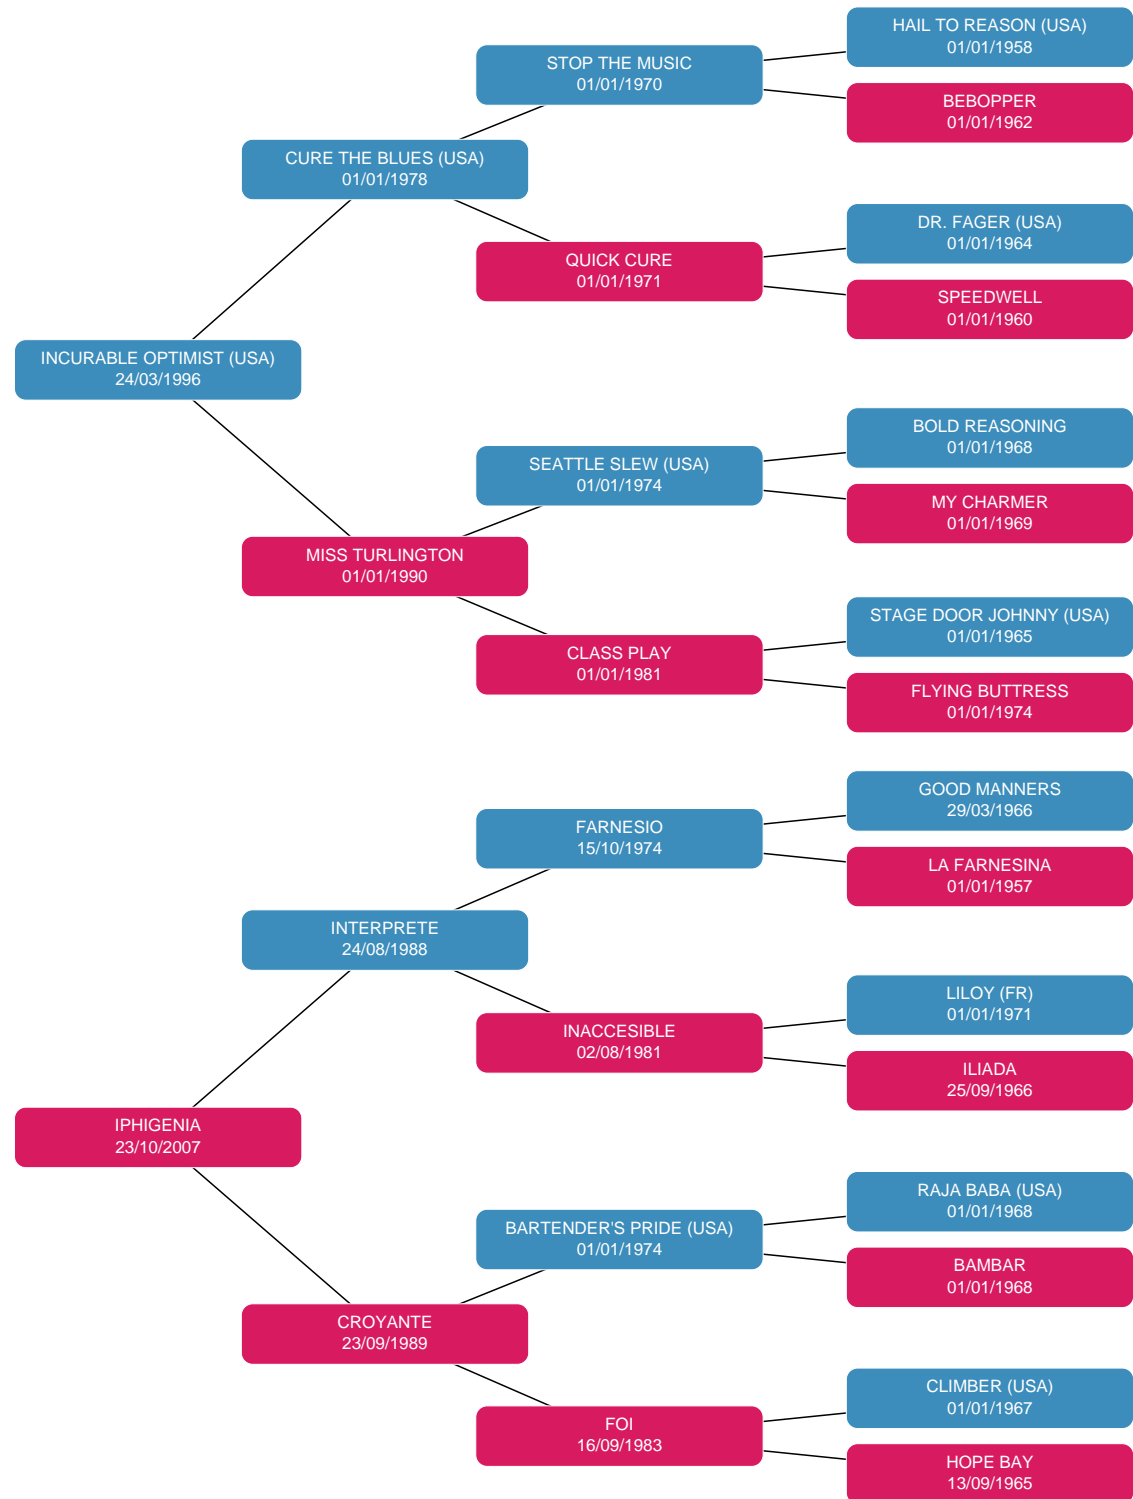 HAIL TO REASON (USA)
01/01/1958
STOP THE MUSIC
01/01/1970
BEBOPPER
01/01/1962
CURE THE BLUES (USA)
01/01/1978
DR. FAGER (USA)
01/01/1964
QUICK CURE
01/01/1971
SPEEDWELL
01/01/1960
INCURABLE OPTIMIST (USA)
24/03/1996
BOLD REASONING
01/01/1968
SEATTLE SLEW (USA)
01/01/1974
MY CHARMER
01/01/1969
MISS TURLINGTON
01/01/1990
STAGE DOOR JOHNNY (USA)
01/01/1965
CLASS PLAY
01/01/1981
FLYING BUTTRESS
01/01/1974
GOOD MANNERS
29/03/1966
FARNESIO
15/10/1974
LA FARNESINA
01/01/1957
INTERPRETE
24/08/1988
LILOY (FR)
01/01/1971
INACCESIBLE
02/08/1981
ILIADA
25/09/1966
IPHIGENIA
23/10/2007
RAJA BABA (USA)
01/01/1968
BARTENDER'S PRIDE (USA)
01/01/1974
BAMBAR
01/01/1968
CROYANTE
23/09/1989
CLIMBER (USA)
01/01/1967
FOI
16/09/1983
HOPE BAY
13/09/1965